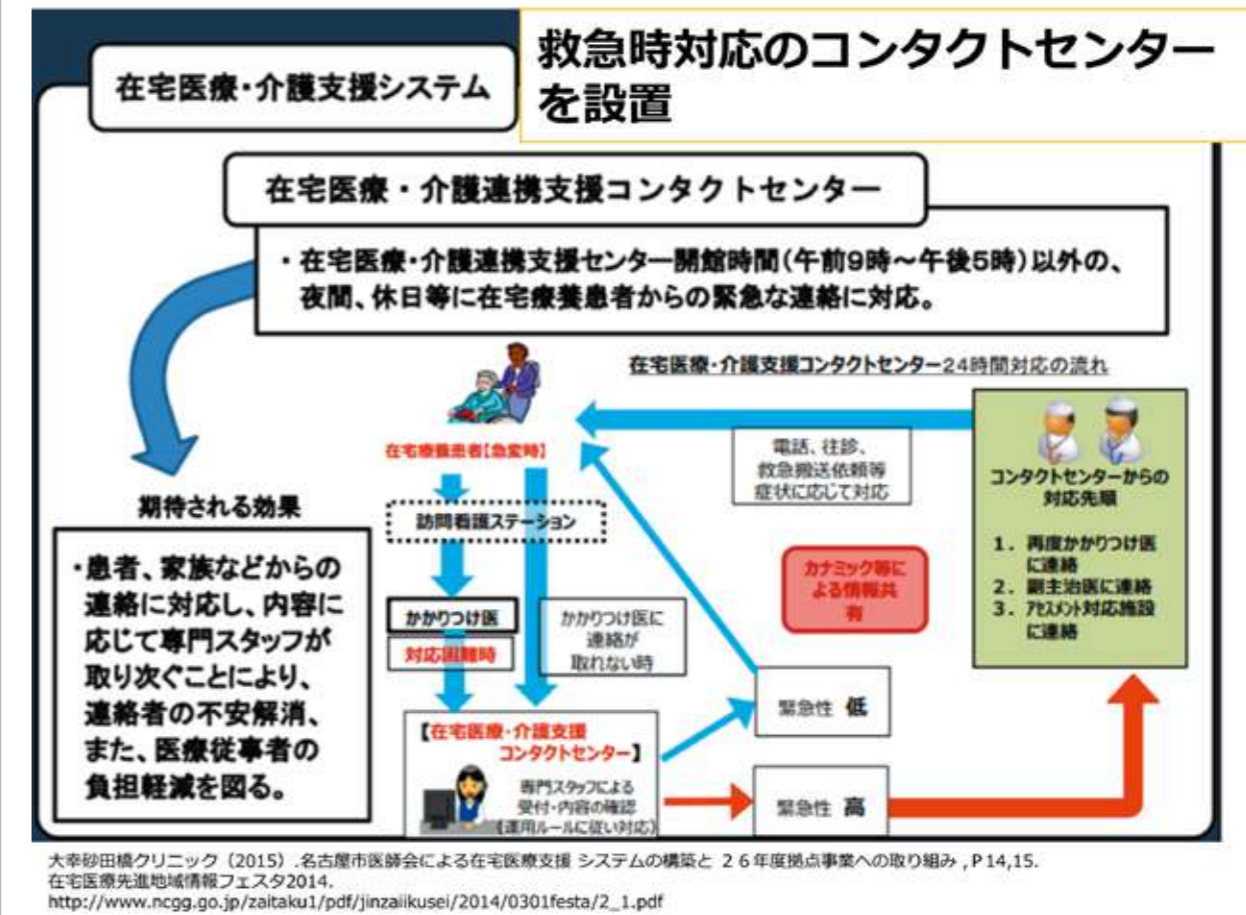 救急時対応のコンタクトセンター
を設置
在宅医療・介護支援システム
在宅医療・介護連携支援コンタクトセンター
・在宅医療・介護連携支援センター開館時間（午前9時～午後5時）以外の、
夜間、休日等に在宅療養患者からの緊急な連絡に対応。
在宅医療・介護支援コンタクトセンター24時間対応の流れ
在宅療養患者【急変時】
訪問看護ステーション
かかりつけ医
対応困難時
かかりつけ医に
連絡が
取れない時
電話、往診、
救急搬送依頼等
症状に応じて対応
カナミック等に
よる情報共
有
コンタクトセンターからの
対応先順
1. 再度かかりつけ医
に連絡
2. 副主治医に連絡
3. アセスメント対応施設
に連絡
【在宅医療・介護支援
コンタクトセンター】
専門スタッフによる
受付・内容の確認
（運用ルールに従い対応）
緊急性 低
緊急性 高
期待される効果
・患者、家族などからの
連絡に対応し、内容に
応じて専門スタッフが
取り次ぐことにより、
連絡者の不安解消、
また、医療従事者の
負担軽減を図る。
大幸砂田橋クリニック（2015）.名古屋市医師会による在宅医療支援 システムの構築と ２６年度拠点事業への取り組み , P 14,15.
在宅医療先進地域情報フェスタ2014.
http://www.ncgg.go.jp/zaitaku1/pdf/jinzaiikusei/2014/0301festa/2_1.pdf